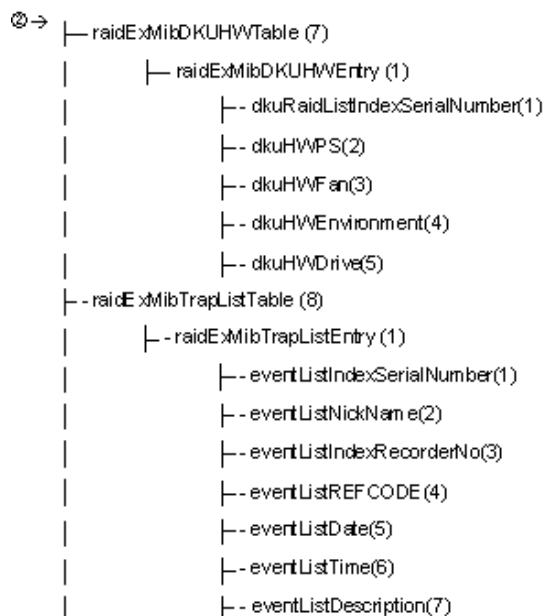 ②→
raidExMibDKUHWTable (7)
raidExMibDKUHWEntry (1)
dkuRaidListIndexSerialNumber(1)
dkuHWPS(2)
dkuHWFan(3)
dkuHWEnvironment(4)
dkuHWDrive(5)
raidExMibTrapListTable (8)
raidExMibTrapListEntry (1)
eventListIndexSerialNumber(1)
eventListNickName(2)
eventListIndexRecorderNo(3)
eventListREFCODE(4)
eventListDate(5)
eventListTime(6)
eventListDescription(7)